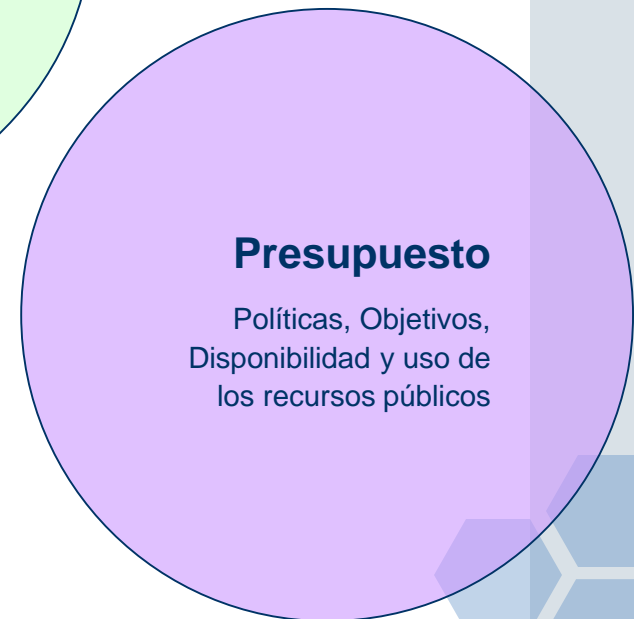 Presupuesto
Políticas, Objetivos,
Disponibilidad y uso de
los recursos públicos